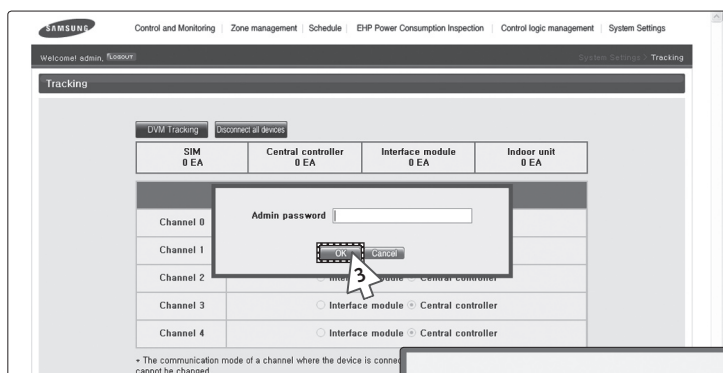 SAMSUNG
Control and Monitoring | Zone management | Schedule | EHP Power Consumption Inspection | Control logic management | System Settings
Welcome! admin, LOGOUT
System Settings > Tracking
Tracking
DVM Tracking Disconnect all devices
SIM Central controller Interface module Indoor unit
0 EA 0 EA 0 EA 0 EA
Admin password
Channel 0
Channel 1
OK Cancel
3
Channel 2 Interface module Central controller
Channel 3 Interface module Central controller
Channel 4 Interface module Central controller
* The communication mode of a channel where the device is connec
cannot be changed